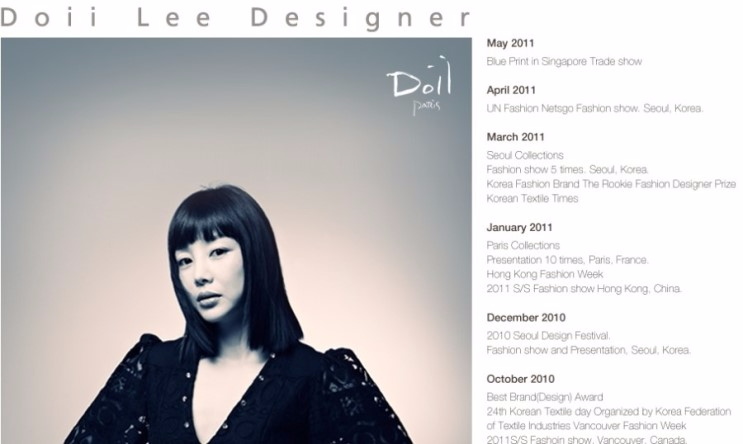 Doii Lee Designer
Doii
paris
May 2011
Blue Print in Singapore Trade show
April 2011
UN Fashion Netsgo Fashion show. Seoul, Korea.
March 2011
Seoul Collections
Fashion show 5 times. Seoul, Korea.
Korea Fashion Brand The Rookie Fashion Designer Prize
Korean Textile Times
January 2011
Paris Collections
Presentation 10 times, Paris, France.
Hong Kong Fashion Week
2011 S/S Fashion show Hong Kong, China.
December 2010
2010 Seoul Design Festival.
Fashion show and Presentation, Seoul, Korea.
October 2010
Best Brand(Design) Award
24th Korean Textile day Organized by Korea Federation
of Textile Industries Vancouver Fashion Week
2011S/S Fashoin show. Vancouver, Canada.